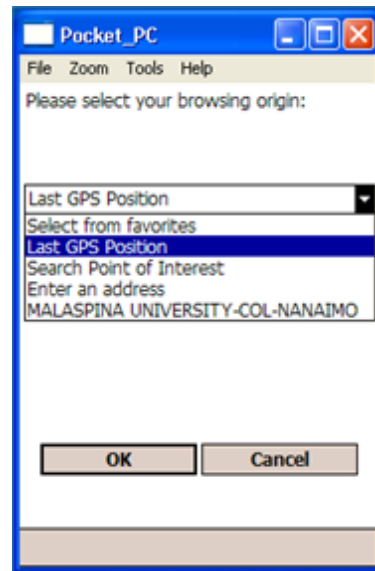 Pocket_PC
File Zoom Tools Help
Please select your browsing origin:
Last GPS Position
Select from favorites
Last GPS Position
Search Point of Interest
Enter an address
MALASPINA UNIVERSITY-COL-NANAIMO
OK Cancel